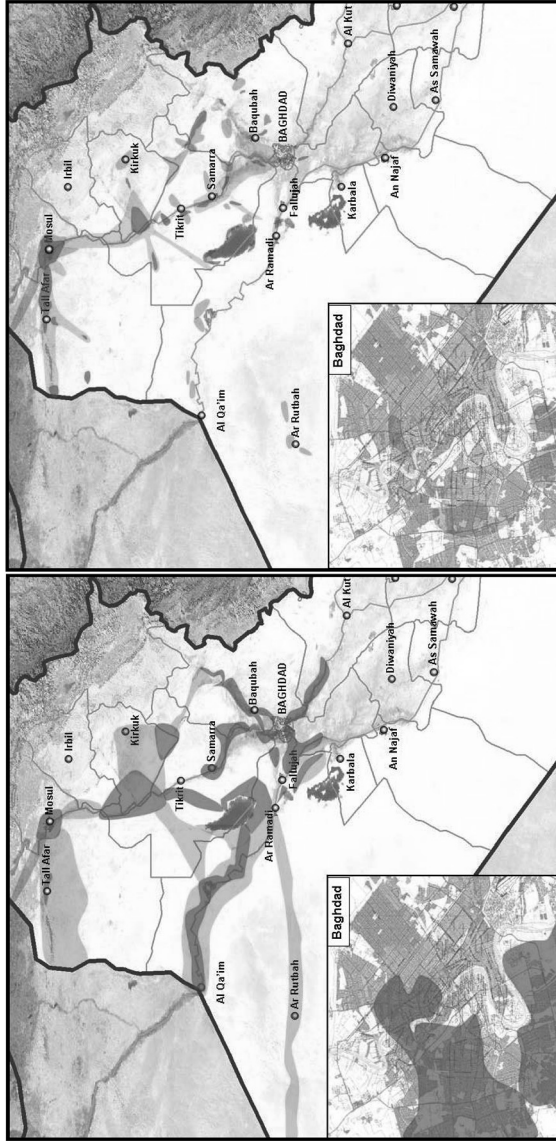 Tall Afar
Mosul
Irbil
Kirkuk
Tikrit
Samarra
Al Qa'im
Baqubah
BAGHDAD
Fallujah
Ar Ramadi
Ar Rutbah
Al Kut
Karbala
Baghdad
An Najaf
Diwaniyah
As Samawah
Tall Afar
Mosul
Irbil
Kirkuk
Tikrit
Samarra
Al Qa'im
Baqubah
BAGHDAD
Fallujah
Ar Ramadi
Ar Rutbah
Al Kut
Karbala
Baghdad
An Najaf
Diwaniyah
As Samawah